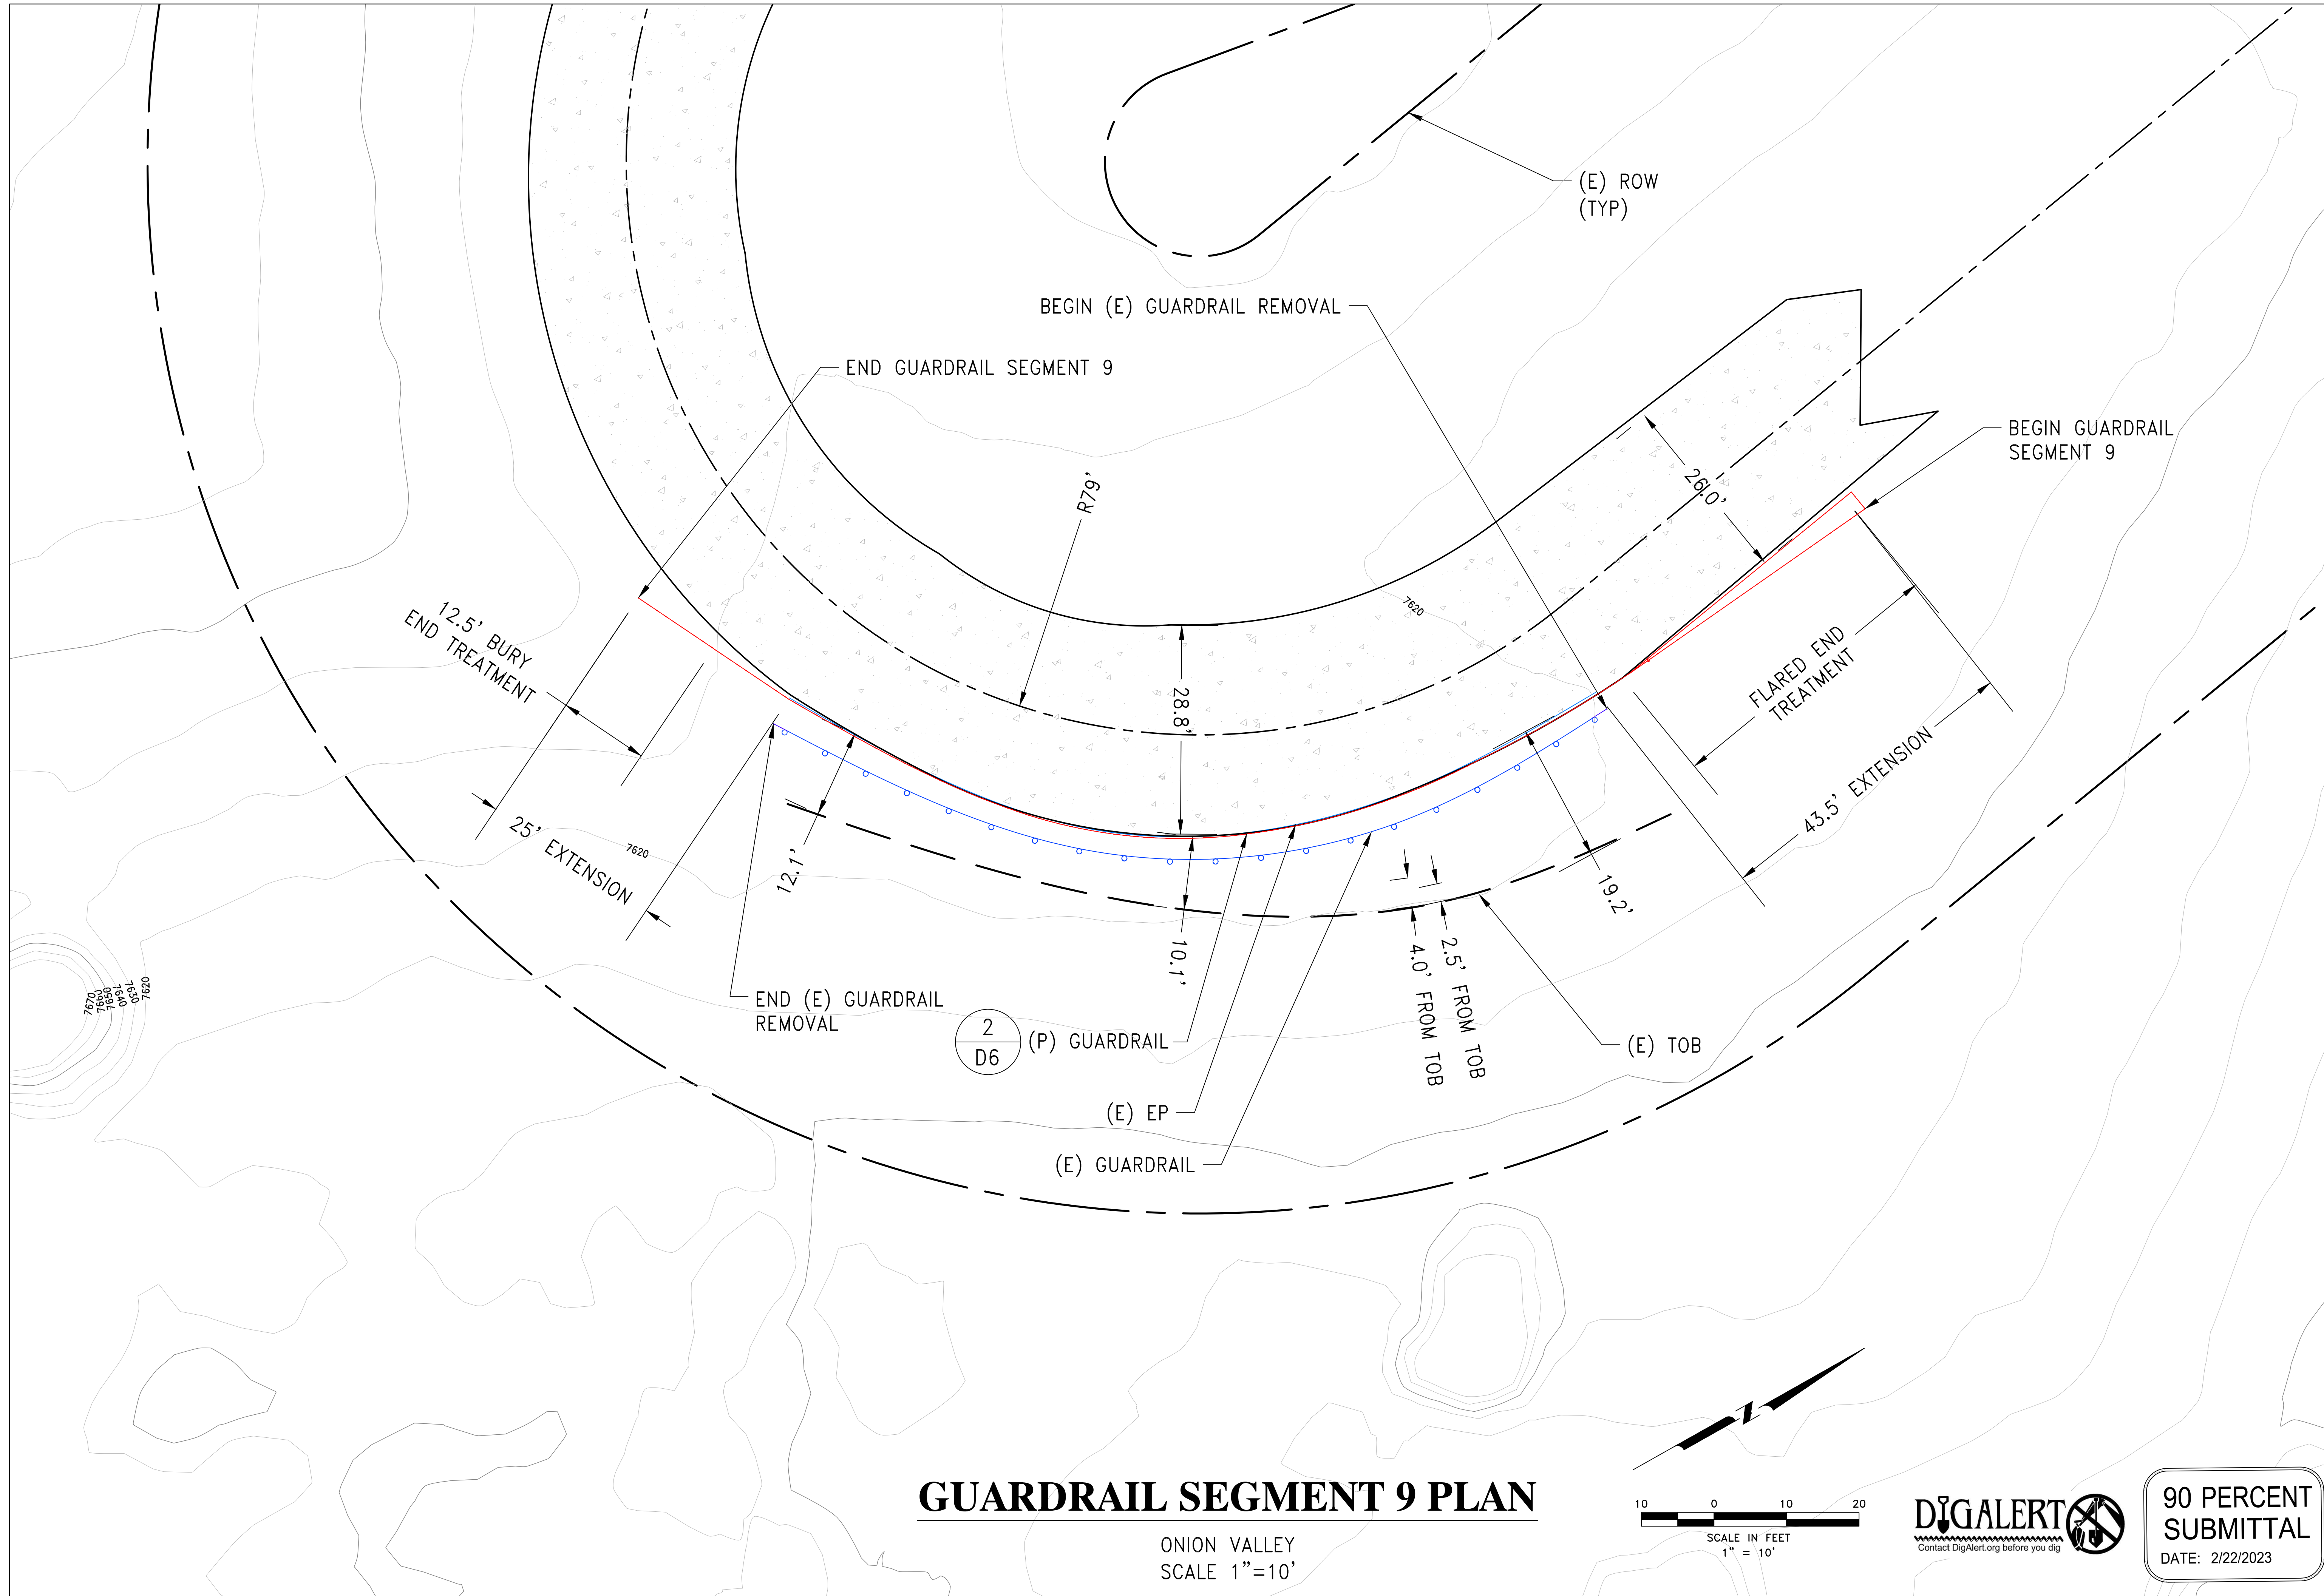 (E) ROW
(TYP)
BEGIN (E) GUARDRAIL REMOVAL
END GUARDRAIL SEGMENT 9
BEGIN GUARDRAIL
SEGMENT 9
R79'
26.0'
7620
12.5' BURY
END TREATMENT
28.8'
FLARED END
TREATMENT
43.5' EXTENSION
25' EXTENSION
7620
12.1'
19.2'
10.1'
4.0' FROM TOB
2.5' FROM TOB
7670
7660
7650
7640
7630
7620
END (E) GUARDRAIL
REMOVAL
2
D6
(P) GUARDRAIL
(E) TOB
(E) EP
(E) GUARDRAIL
N
GUARDRAIL SEGMENT 9 PLAN
ONION VALLEY
SCALE 1"=10'
10 0 10 20
SCALE IN FEET
1" = 10'
DIGALERT
Contact DigAlert.org before you dig
90 PERCENT
SUBMITTAL
DATE: 2/22/2023